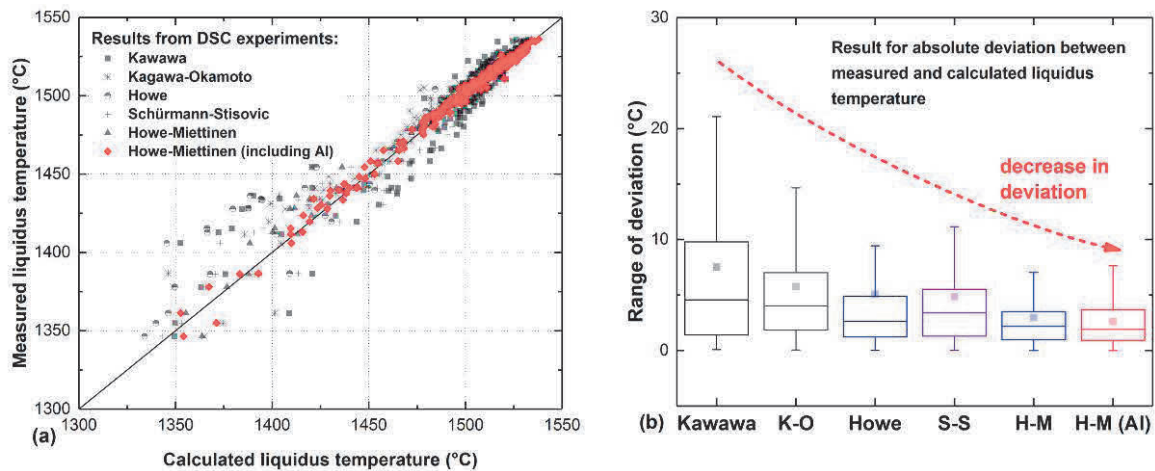 1550
1500
1450
1400
1350
1300
Measured liquidus temperature (°C)
Results from DSC experiments:
Kawawa
Kagawa-Okamoto
Howe
Schürmann-Stisovic
Howe-Miettinen
Howe-Miettinen (including Al)
(a)
1300
1350
1400
1450
1500
1550
Calculated liquidus temperature (°C)
30
20
10
0
Range of deviation (°C)
Result for absolute deviation between
measured and calculated liquidus
temperature
decrease in
deviation
(b)
Kawawa
K-O
Howe
S-S
H-M
H-M (Al)